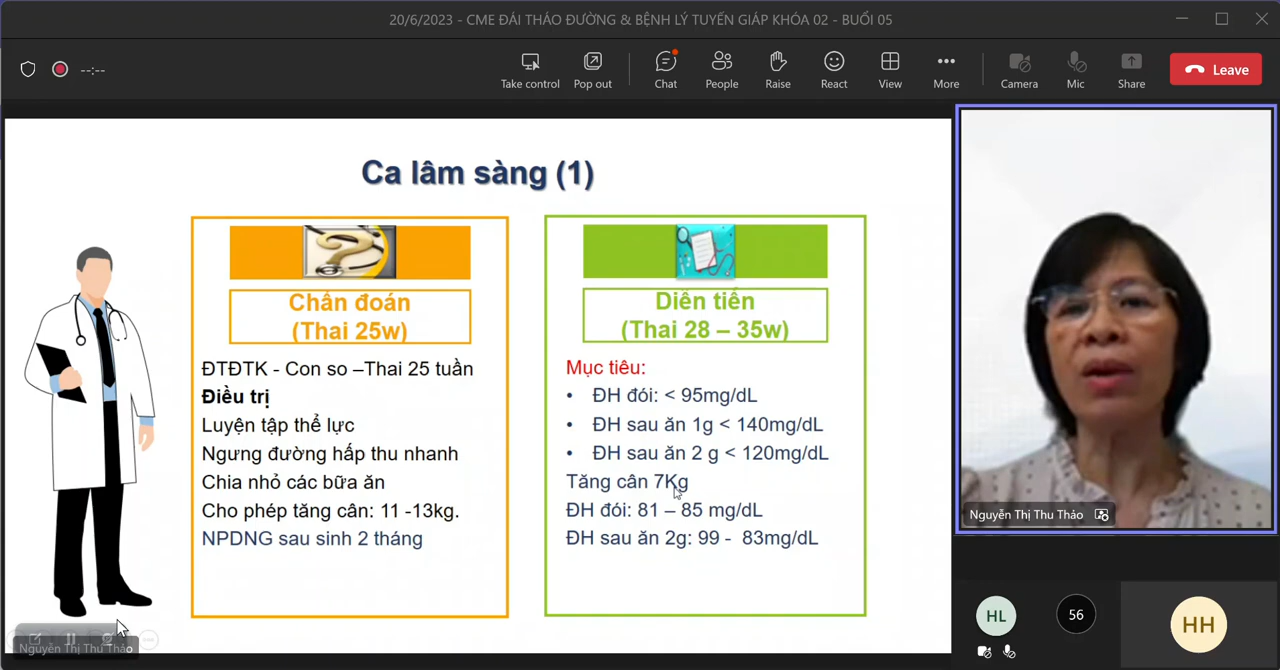 20/6/2023 - CME ĐÁI THÁO ĐƯỜNG & BỆNH LÝ TUYẾN GIÁP KHÓA 02 - BUỔI 05
--:--
Take control
Pop out
Chat
People
Raise
React
View
More
Camera
Mic
Share
Leave
Ca lâm sàng (1)
Chẩn đoán
(Thai 25w)
ĐTĐTK - Con so –Thai 25 tuần
Điều trị
Luyện tập thể lực
Ngưng đường hấp thu nhanh
Chia nhỏ các bữa ăn
Cho phép tăng cân: 11 -13kg.
NPDNG sau sinh 2 tháng
Diễn tiến
(Thai 28 – 35w)
Mục tiêu:
• ĐH đói: < 95mg/dL
• ĐH sau ăn 1g < 140mg/dL
• ĐH sau ăn 2 g < 120mg/dL
Tăng cân 7Kg
ĐH đói: 81 – 85 mg/dL
ĐH sau ăn 2g: 99 - 83mg/dL
Nguyễn Thị Thu Thảo
Nguyễn Thị Thu Thảo
HL
56
HH